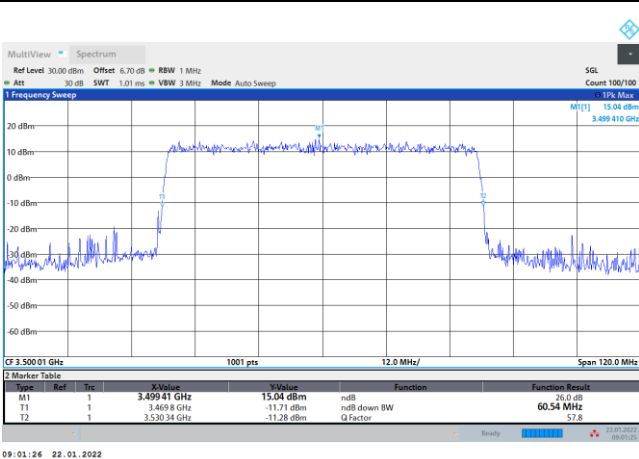 MultiView Spectrum
Ref Level 30.00 dBm Offset 6.70 dB RBW 1 MHz SGL
Att 30 dB SWT 1.01 ms VBW 3 MHz Mode Auto Sweep Count 100/100
1 Frequency Sweep 1Pk Max
M1[1] 15.04 dBm
3.499 410 GHz
20 dBm
M1
10 dBm
0 dBm
T1 T2
-10 dBm
-20 dBm
-30 dBm
-40 dBm
-50 dBm
-60 dBm
CF 3.500 01 GHz 1001 pts 12.0 MHz/ Span 120.0 MHz
2 Marker Table
Type Ref Trc X-Value Y-Value Function Function Result
M1 1 3.499 41 GHz 15.04 dBm ndB 26.0 dB
T1 1 3.469 8 GHz -11.71 dBm ndB down BW 60.54 MHz
T2 1 3.530 34 GHz -11.28 dBm Q Factor 57.8
Ready 22.01.2022
09:01:25
09:01:26 22.01.2022